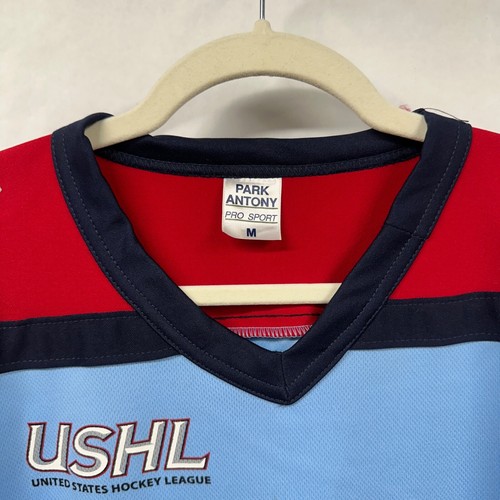 PARK
ANTONY
PRO SPORT
M
USHL
UNITED STATES HOCKEY LEAGUE